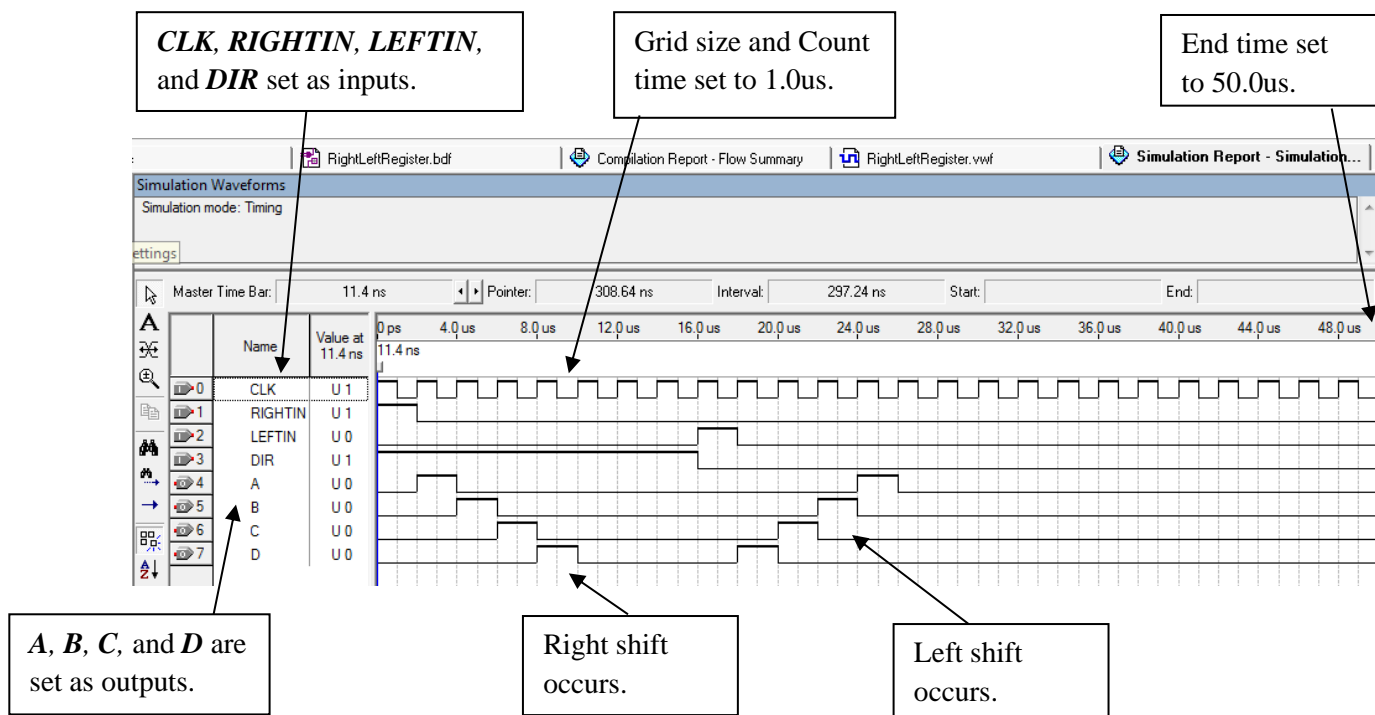 CLK, RIGHTIN, LEFTIN,
and DIR set as inputs.
Grid size and Count
time set to 1.0us.
End time set
to 50.0us.
RightLeftRegister.bdf
Compilation Report - Flow Summary
RightLeftRegister.vwf
Simulation Report - Simulation...
Simulation Waveforms
Simulation mode: Timing
ettings
Master Time Bar: 11.4 ns Pointer: 308.64 ns Interval: 297.24 ns Start: End:
Name
Value at
11.4 ns
0 ps 4.0 us 8.0 us 12.0 us 16.0 us 20.0 us 24.0 us 28.0 us 32.0 us 36.0 us 40.0 us 44.0 us 48.0 us
11.4 ns
0 CLK U 1
1 RIGHTIN U 1
2 LEFTIN U 0
3 DIR U 1
4 A U 0
5 B U 0
6 C U 0
7 D U 0
A, B, C, and D are
set as outputs.
Right shift
occurs.
Left shift
occurs.